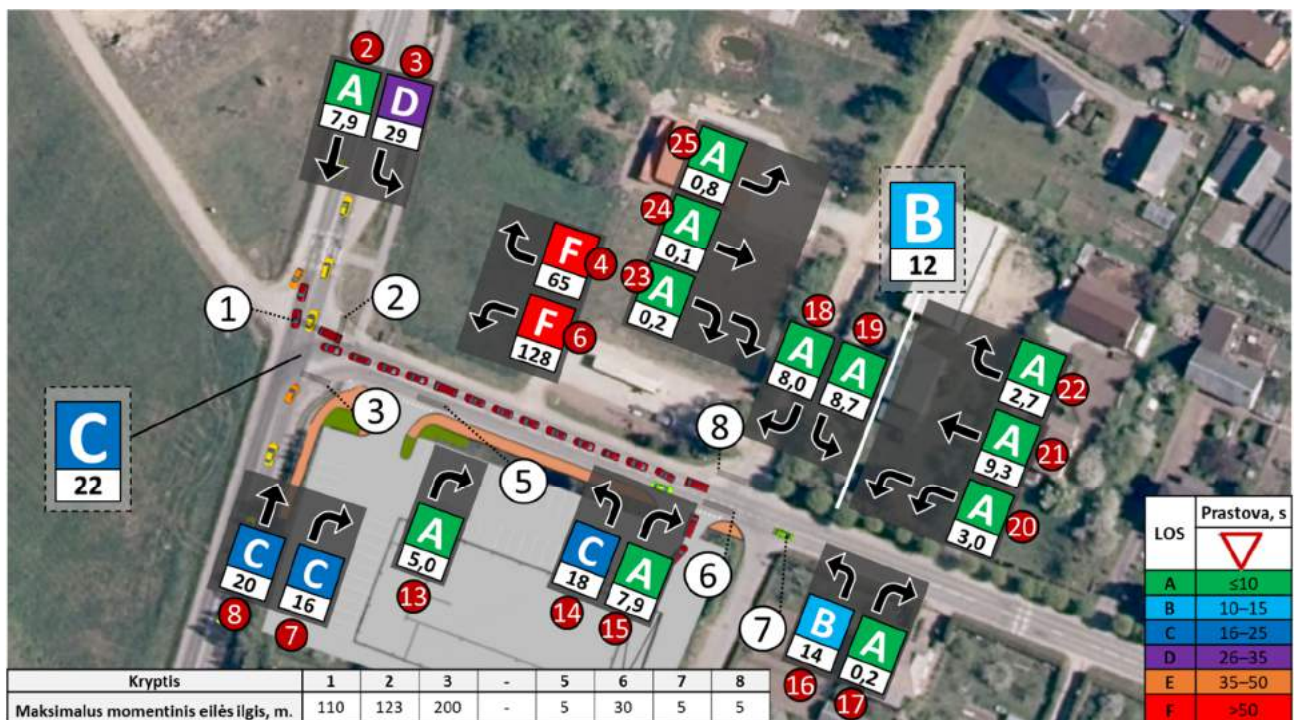 2 3
A D
7,9 29
25
A
0,8
24
A
0,1
23
A
0,2
F 4
65
F 6
128
B
12
18 19
A A
8,0 8,7
A
2,7 22
A
9,3 21
A
3,0 20
1
2
3
5
8
6
7
C
22
C C
20 16
8 7
A
5,0
13
C A
18 7,9
14 15
B A
14 0,2
16 17
LOS Prastova, s
A ≤10
B 10–15
C 16–25
D 26–35
E 35–50
F >50
Kryptis 1 2 3 - 5 6 7 8
Maksimalus momentinis eilės ilgis, m. 110 123 200 - 5 30 5 5